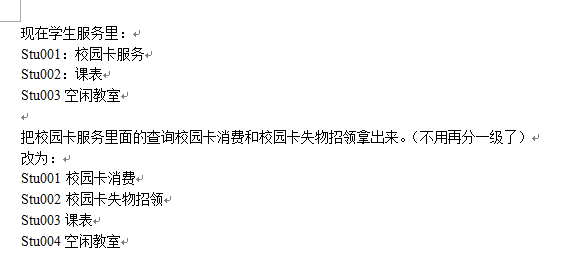 现在学生服务里：
Stu001：校园卡服务
Stu002：课表
Stu003 空闲教室
把校园卡服务里面的查询校园卡消费和校园卡失物招领拿出来。（不用再分一级了）
改为：
Stu001 校园卡消费
Stu002 校园卡失物招领
Stu003 课表
Stu004 空闲教室